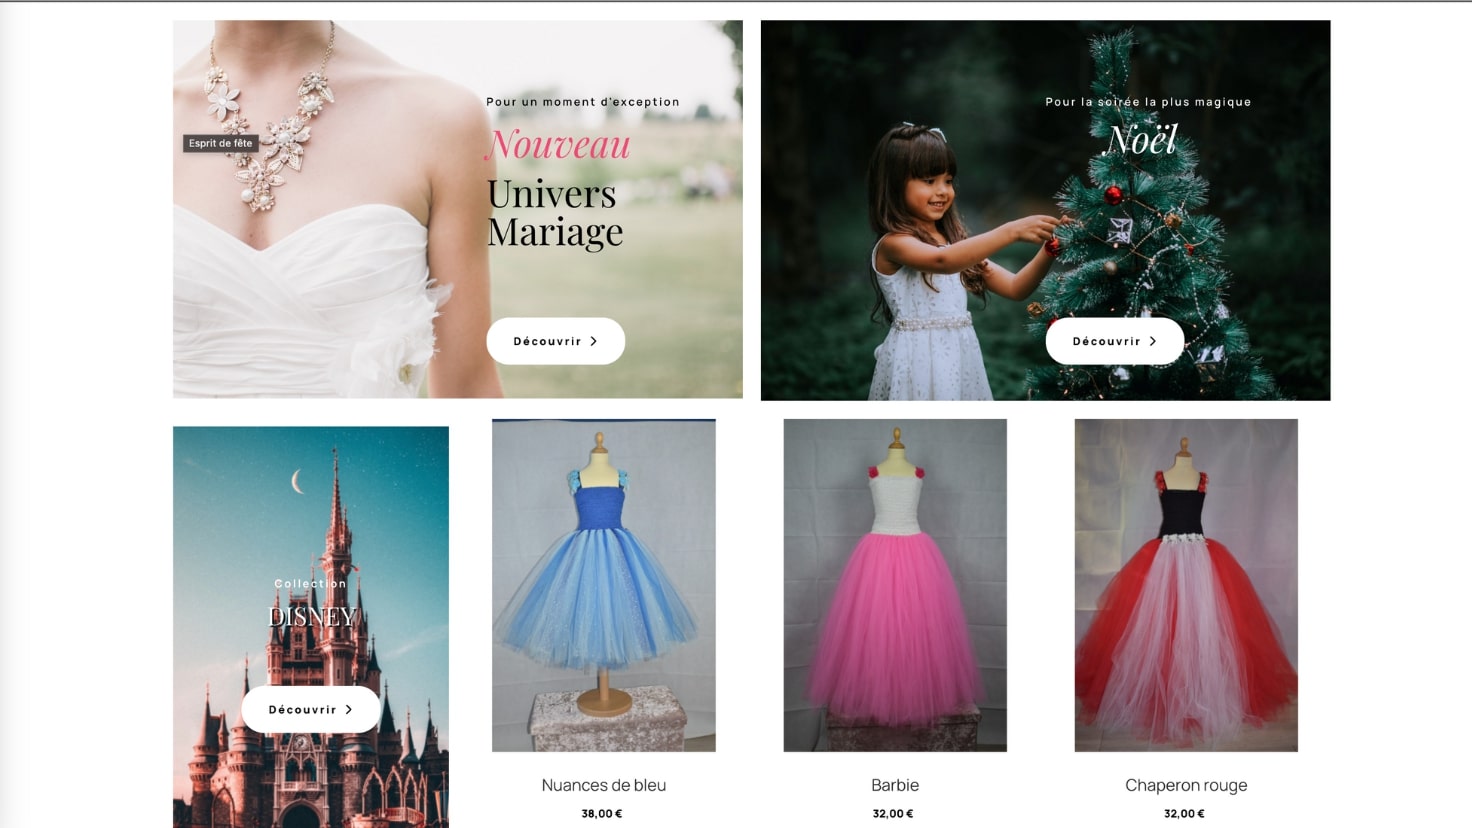 Pour un moment d'exception
Nouveau
Univers
Mariage
Esprit de fête
Découvrir
Pour la soirée la plus magique
Noël
Découvrir
Collection
DISNEY
Découvrir
Nuances de bleu
38,00 €
Barbie
32,00 €
Chaperon rouge
32,00 €